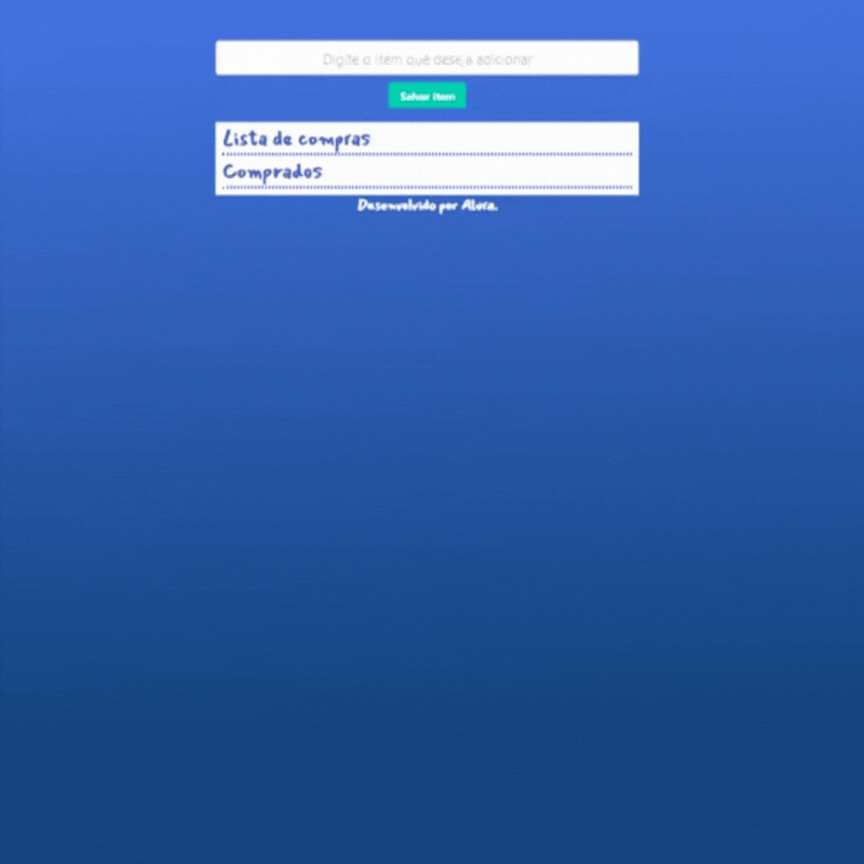 Digite o item que deseja adicionar
Salvar item
Lista de compras
Comprados
Desenvolvido por Alura.